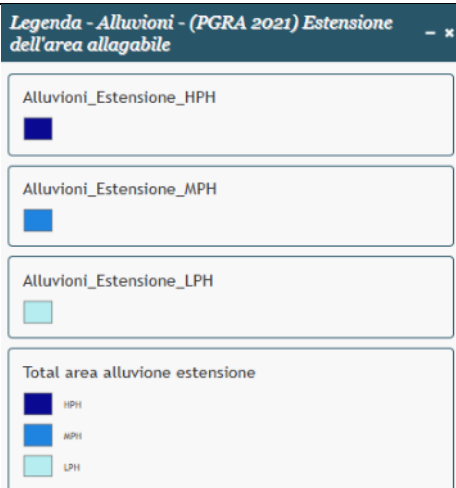 Legenda - Alluvioni - (PGRA 2021) Estensione
dell'area allagabile
Alluvioni_Estensione_HPH
Alluvioni_Estensione_MPH
Alluvioni_Estensione_LPH
Total area alluvione estensione
HPH
MPH
LPH